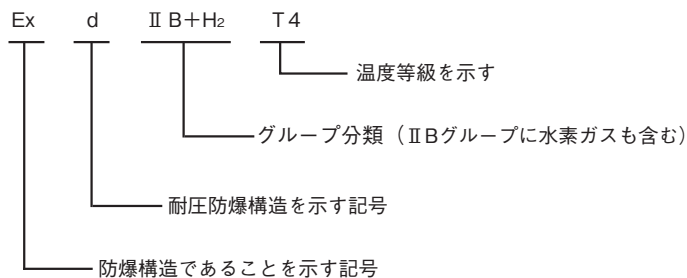 Ex d ⅡB+H₂ T4
温度等級を示す
グループ分類(ⅡBグループに水素ガスも含む)
耐圧防爆構造を示す記号
防爆構造であることを示す記号